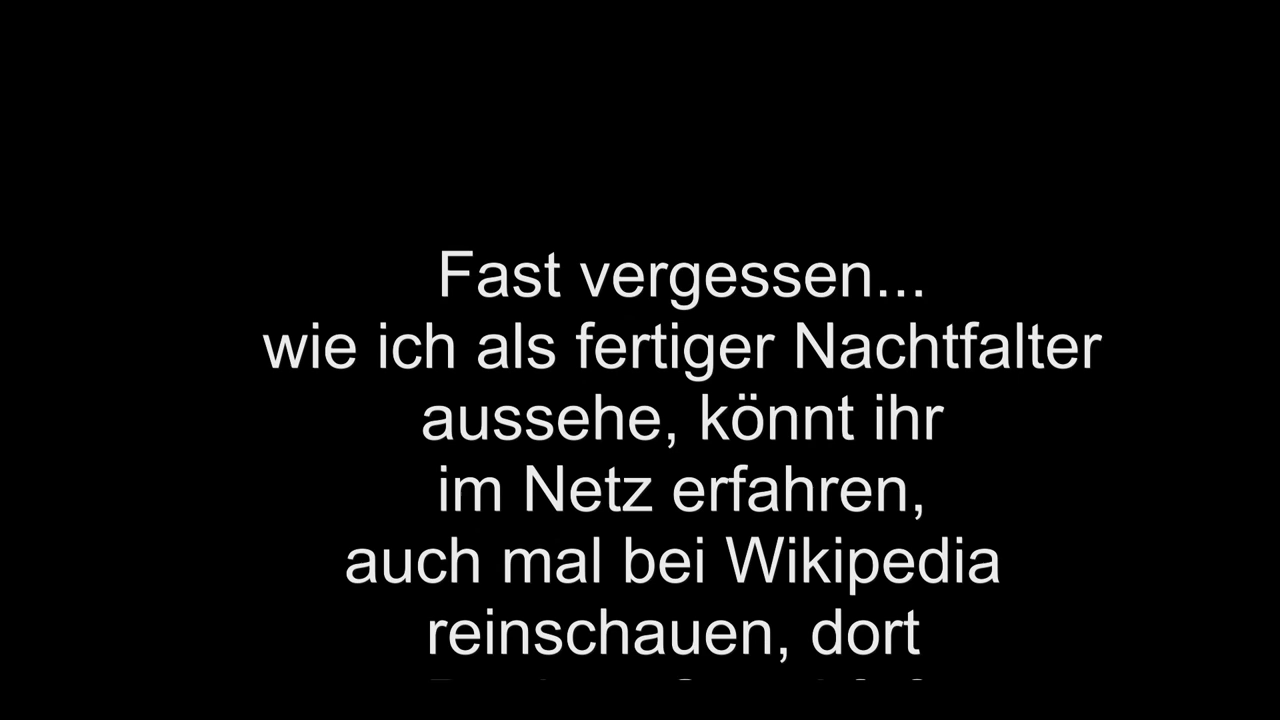 Fast vergessen...
wie ich als fertiger Nachtfalter
aussehe, könnt ihr
im Netz erfahren,
auch mal bei Wikipedia
reinschauen, dort